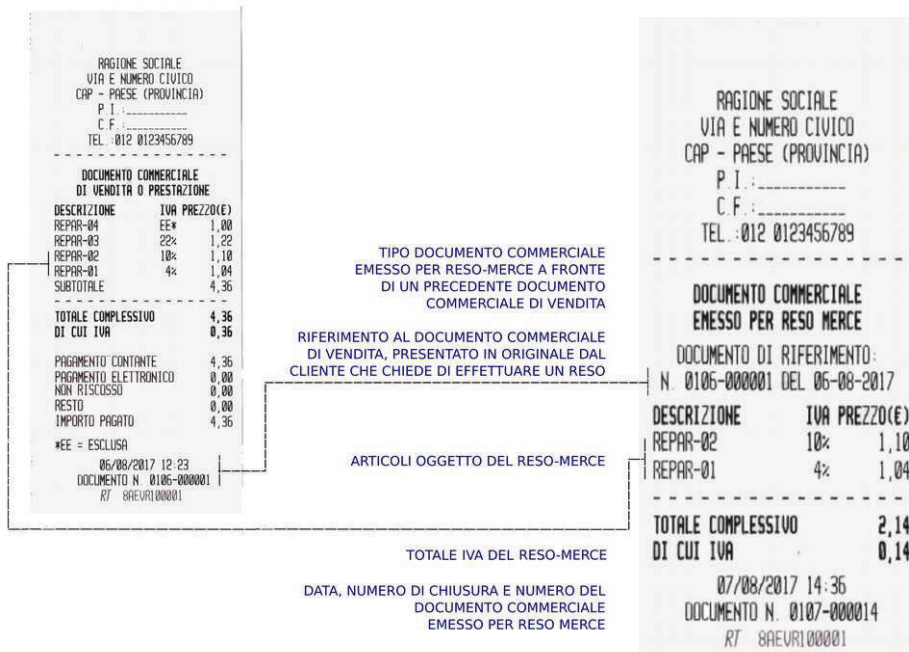 RAGIONE SOCIALE
VIA E NUMERO CIVICO
CAP - PAESE (PROVINCIA)
P.I.:___________
C.F.:___________
TEL.:012 0123456789
DOCUMENTO COMMERCIALE
DI VENDITA O PRESTAZIONE
DESCRIZIONE IVA PREZZO(£)
REPAR-04 EE* 1,00
REPAR-03 22% 1,22
REPAR-02 10% 1,10
REPAR-01 4% 1,04
SUBTOTALE 4,36
TOTALE COMPLESSIVO 4,36
DI CUI IVA 0,36
PAGAMENTO CONTANTE 4,36
PAGAMENTO ELETTRONICO 0,00
NON RISCOSSO 0,00
RESTO 0,00
IMPORTO PAGATO 4,36
*EE = ESCLUSA
06/08/2017 12:23
DOCUMENTO N. 0106-000001
RT 8AEVR100001
TIPO DOCUMENTO COMMERCIALE
EMESSO PER RESO-MERCE A FRONTE
DI UN PRECEDENTE DOCUMENTO
COMMERCIALE DI VENDITA
RIFERIMENTO AL DOCUMENTO COMMERCIALE
DI VENDITA, PRESENTATO IN ORIGINALE DAL
CLIENTE CHE CHIEDE DI EFFETTUARE UN RESO
ARTICOLI OGGETTO DEL RESO-MERCE
TOTALE IVA DEL RESO-MERCE
DATA, NUMERO DI CHIUSURA E NUMERO DEL
DOCUMENTO COMMERCIALE
EMESSO PER RESO MERCE
RAGIONE SOCIALE
VIA E NUMERO CIVICO
CAP - PAESE (PROVINCIA)
P.I.:___________
C.F.:___________
TEL.:012 0123456789
DOCUMENTO COMMERCIALE
EMESSO PER RESO MERCE
DOCUMENTO DI RIFERIMENTO:
N. 0106-000001 DEL 06-08-2017
DESCRIZIONE IVA PREZZO(£)
REPAR-02 10% 1,10
REPAR-01 4% 1,04
TOTALE COMPLESSIVO 2,14
DI CUI IVA 0,14
07/08/2017 14:36
DOCUMENTO N. 0107-000014
RT 8AEVR100001